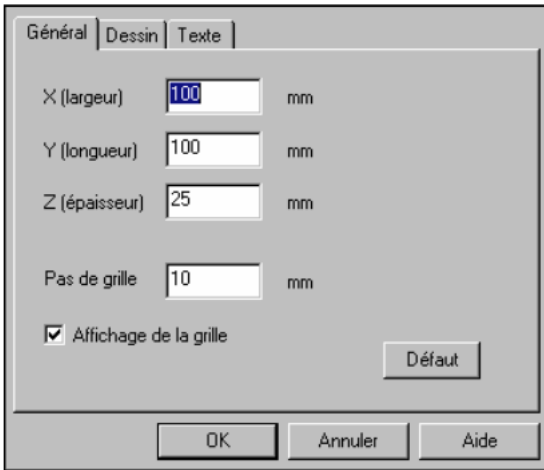 Général Dessin Texte
X (largeur) 100 mm
Y (longueur) 100 mm
Z (épaisseur) 25 mm
Pas de grille 10 mm
Affichage de la grille
Défaut
OK Annuler Aide